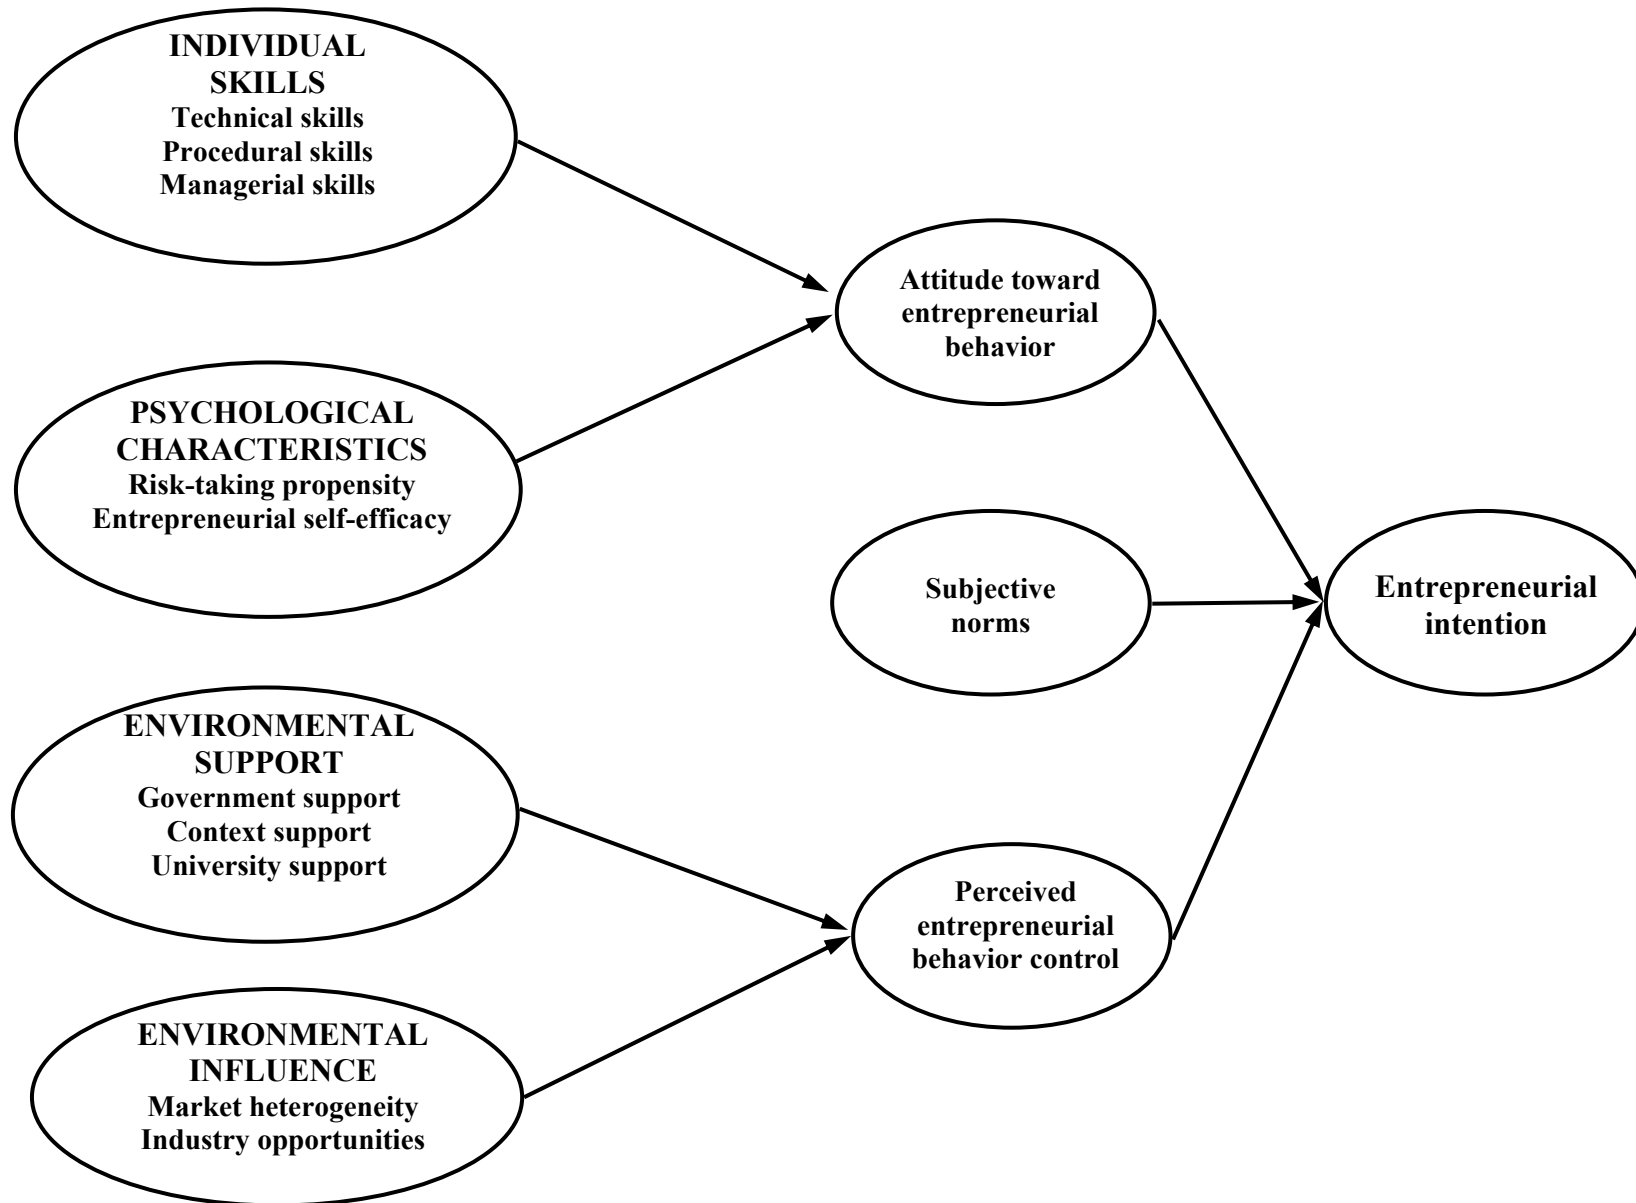 INDIVIDUAL
SKILLS
Technical skills
Procedural skills
Managerial skills
PSYCHOLOGICAL
CHARACTERISTICS
Risk-taking propensity
Entrepreneurial self-efficacy
ENVIRONMENTAL
SUPPORT
Government support
Context support
University support
ENVIRONMENTAL
INFLUENCE
Market heterogeneity
Industry opportunities
Attitude toward
entrepreneurial
behavior
Subjective
norms
Perceived
entrepreneurial
behavior control
Entrepreneurial
intention